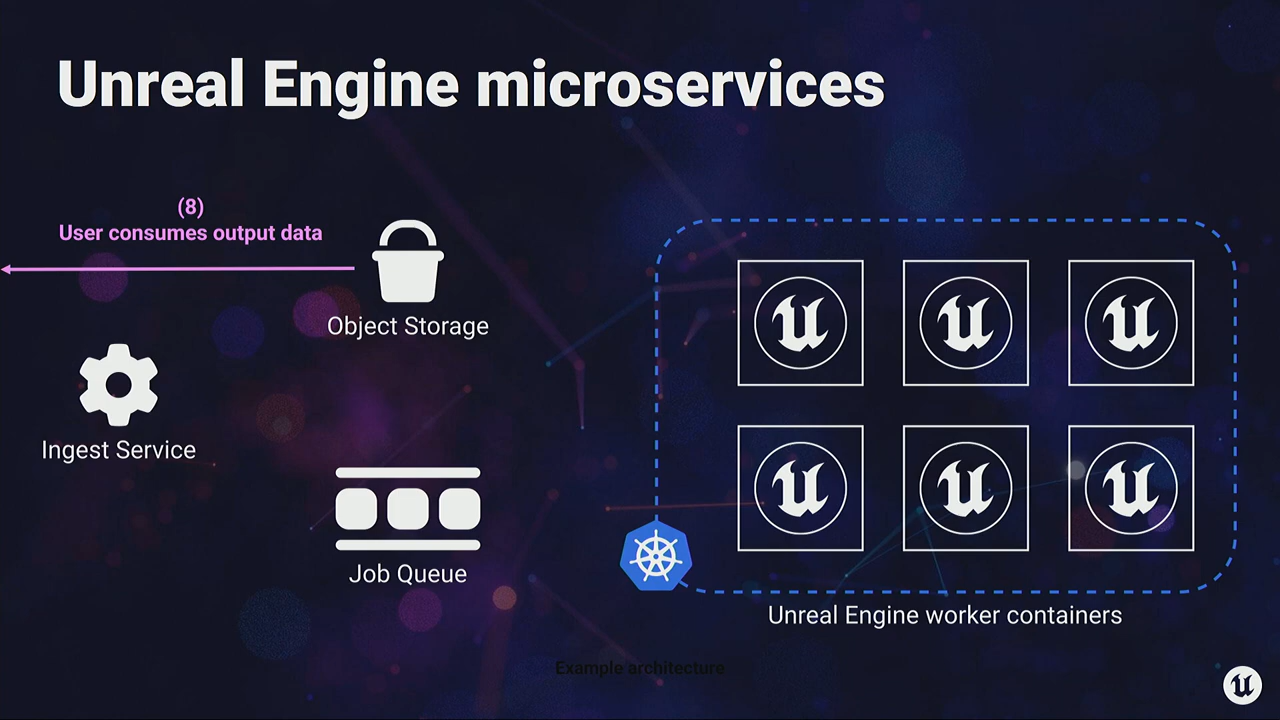 Unreal Engine microservices
(8)
User consumes output data
Object Storage
Ingest Service
Job Queue
Unreal Engine worker containers
Example architecture